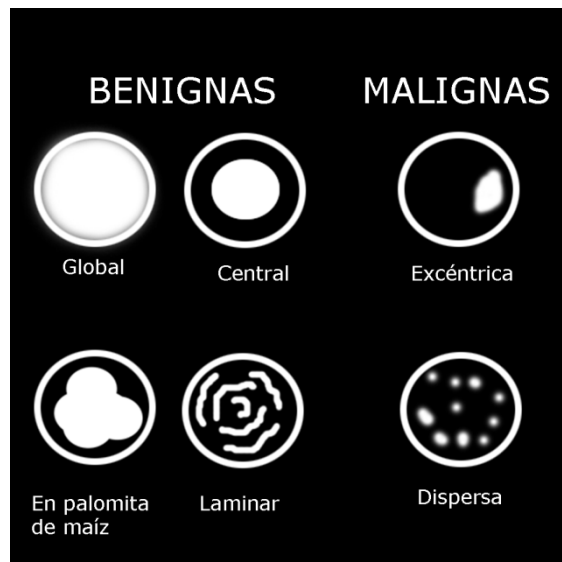 BENIGNAS
MALIGNAS
Global
Central
Excéntrica
En palomita
de maíz
Laminar
Dispersa